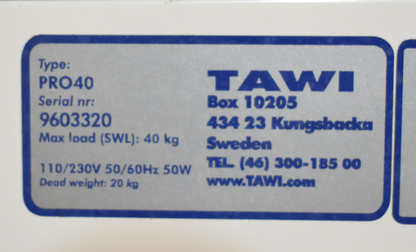 Type:
PRO40
Serial nr:
9603320
Max load (SWL): 40 kg
110/230V 50/60Hz 50W
Dead weight: 20 kg
TAWI
Box 10205
434 23 Kungsbacka
Sweden
TEL. (46) 300-185 00
www.TAWI.com